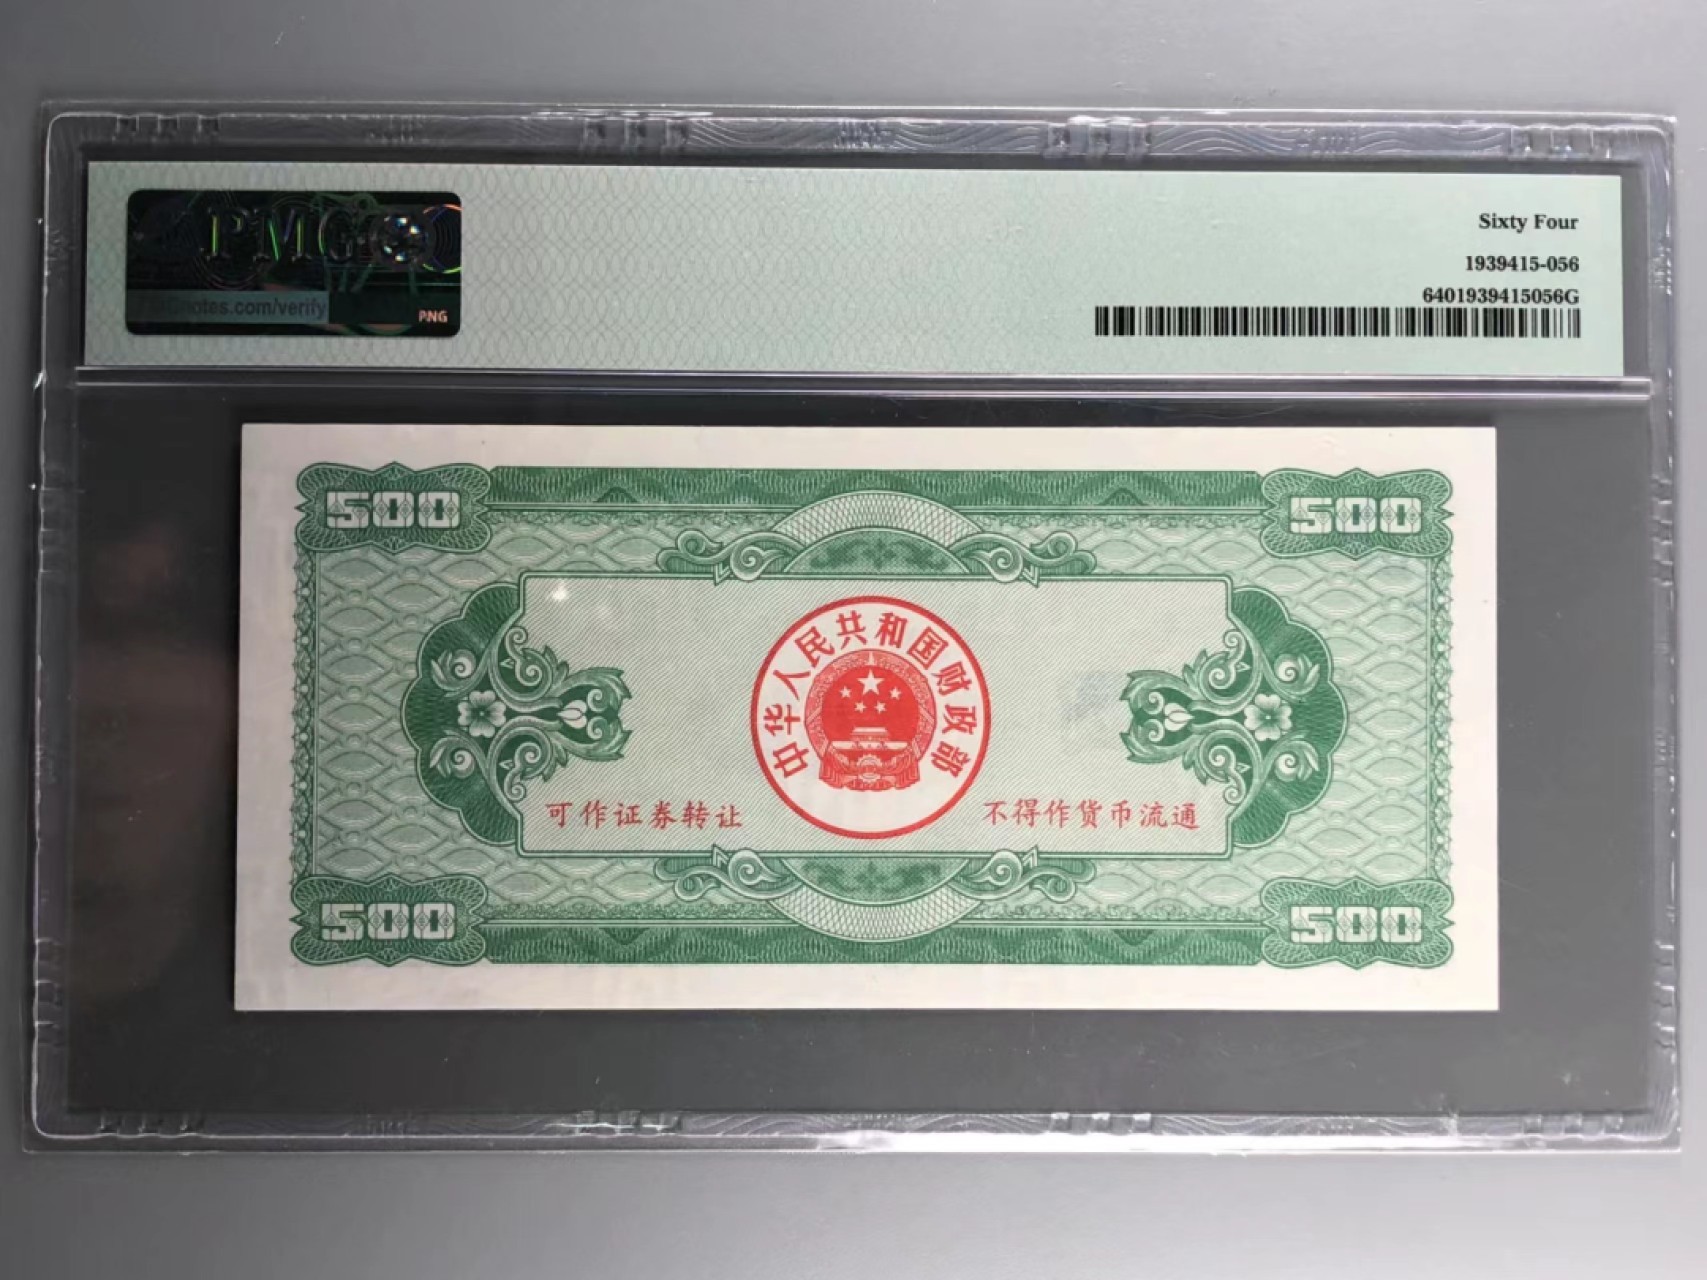 PMG
Sixty Four
1939415-056
notes.com/verify
6401939415056G
PNG
500
500
中华人民共和国财政部
可作证券转让
不得作货币流通
500
500